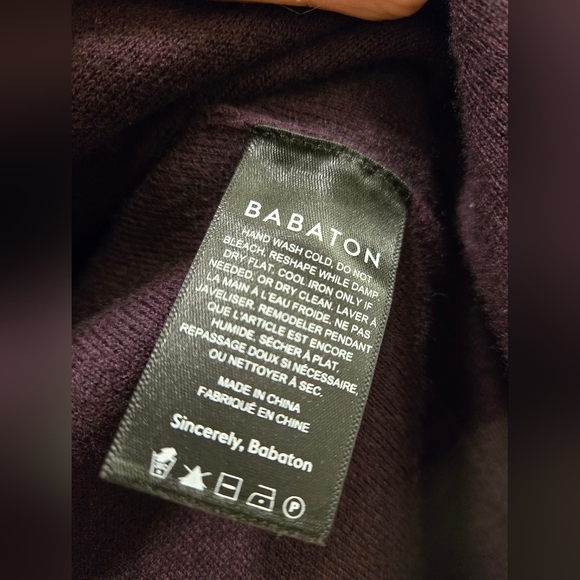 BABATON
HAND WASH COLD. DO NOT
BLEACH. RESHAPE WHILE DAMP.
DRY FLAT. COOL IRON ONLY IF
NEEDED. OR DRY CLEAN. LAVER À
LA MAIN À L'EAU FROIDE. NE PAS
JAVELISER. REMODELER PENDANT
QUE L'ARTICLE EST ENCORE
HUMIDE. SÉCHER À PLAT.
REPASSAGE DOUX SI NÉCESSAIRE,
OU NETTOYER À SEC.
MADE IN CHINA
FABRIQUÉ EN CHINE
Sincerely, Babaton
P